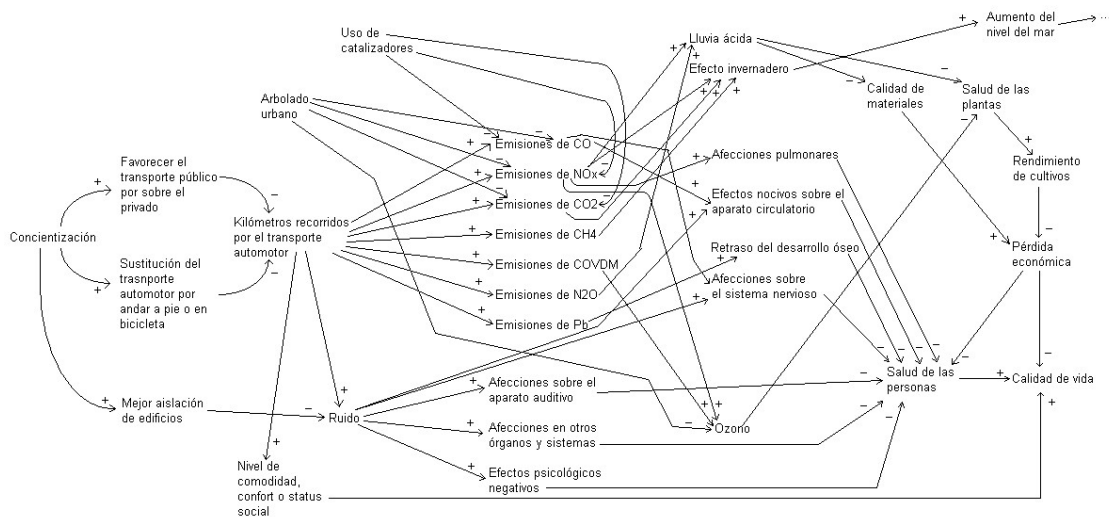 Aumento del
nivel del mar
...
Uso de
catalizadores
Lluvia ácida
Efecto invernadero
Calidad de
materiales
Salud de las
plantas
Arbolado
urbano
Emisiones de CO
Emisiones de NOx
Emisiones de CO2
Emisiones de CH4
Emisiones de COVDM
Emisiones de N2O
Emisiones de Pb
Afecciones pulmonares
Efectos nocivos sobre el
aparato circulatorio
Retraso del desarrollo óseo
Afecciones sobre
el sistema nervioso
Rendimiento
de cultivos
Pérdida
económica
Favorecer el
transporte público
por sobre el
privado
Concientización
Kilómetros recorridos
por el transporte
automotor
Sustitución del
trasnporte
automotor por
andar a pie o en
bicicleta
Mejor aislación
de edificios
Ruido
Afecciones sobre el
aparato auditivo
Afecciones en otros
órganos y sistemas
Efectos psicológicos
negativos
Ozono
Salud de las
personas
Calidad de vida
Nivel de
comodidad,
confort o status
social